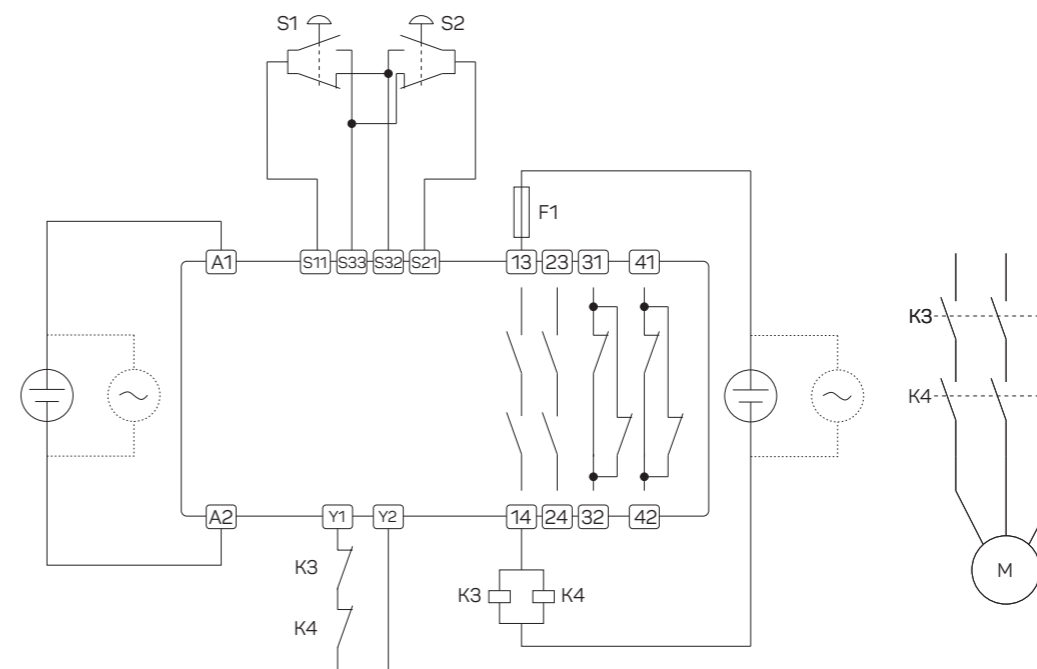 S1 S2
F1
A1 S11 S33 S32 S21 13 23 31 41
K3
K4
A2 Y1 Y2 14 24 32 42
K3 K3 K4 M
K4